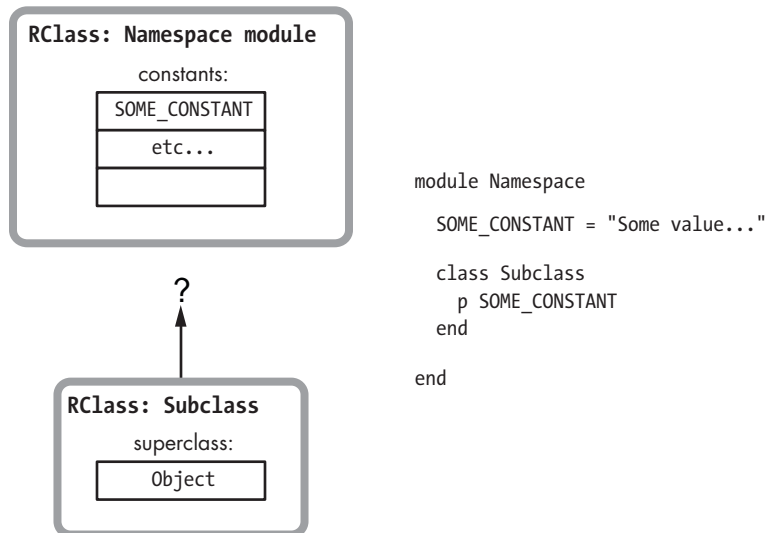 RClass: Namespace module
constants:
SOME_CONSTANT
etc...
?
RClass: Subclass
superclass:
Object
module Namespace
SOME_CONSTANT = "Some value..."
class Subclass
p SOME_CONSTANT
end
end